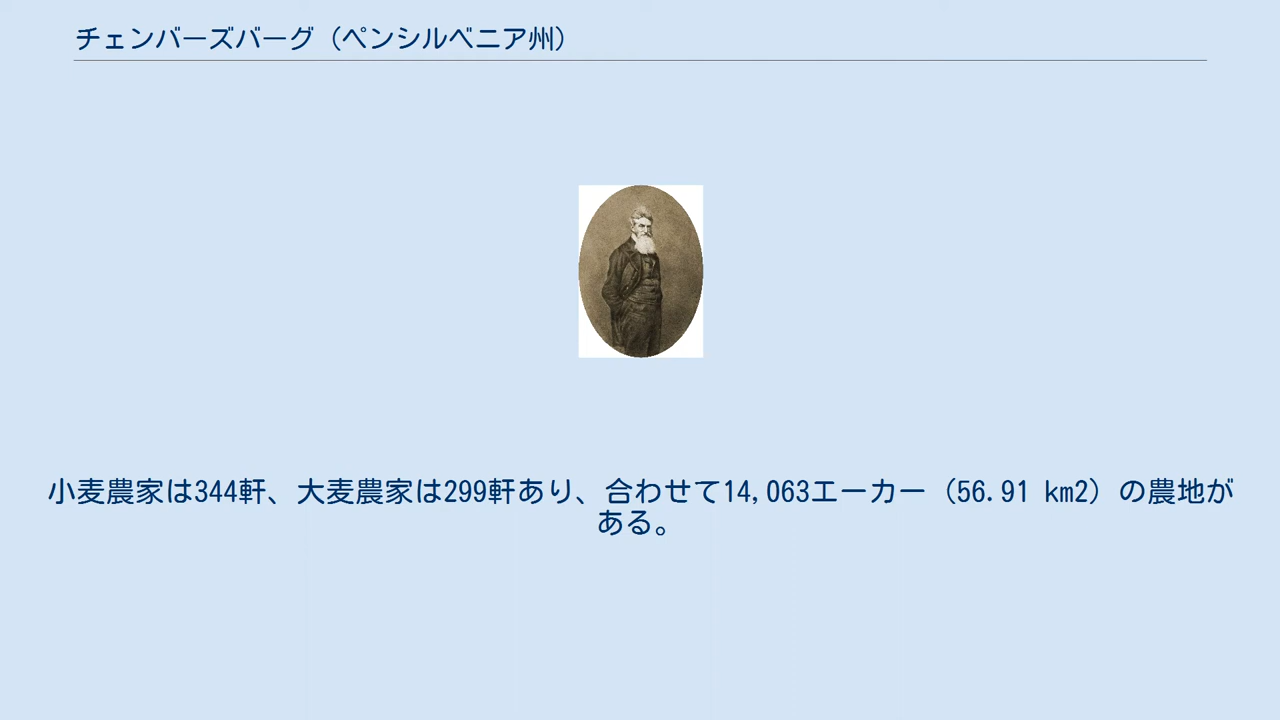 チェンバーズバーグ（ペンシルベニア州）
小麦農家は344軒、大麦農家は299軒あり、合わせて14,063エーカー（56.91 km2）の農地が
ある。